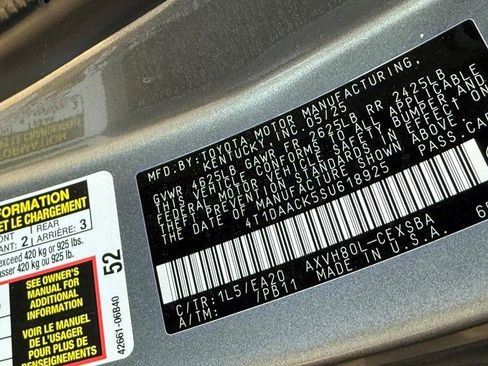 MFD.BY:TOYOTA MOTOR MANUFACTURING,
KENTUCKY, INC. 05/25
GVWR 4625LB GAWR FR 2625LB RR 2425LB
THIS VEHICLE CONFORMS TO ALL APPLICABLE
FEDERAL MOTOR VEHICLE SAFETY, BUMPER AND
THEFT PREVENTION STANDARDS IN EFFECT ON
THE DATE OF MANUFACTURE SHOWN ABOVE.
4T1DAACK5SU618925 PASS.CAR
C/TR:1L5/EA20 AXVH80L-CEXSBA
A/TM: /PB11 MADE IN U.S.A.
FORMATION
ET LE CHARGEMENT
REAR
2 ARRIÈRE: 3
exceed 420 kg or 925 lbs.
asser 420 kg ou 925 lb.
SEE OWNER'S
MANUAL FOR
ADDITIONAL
INFORMATION
VOIR LE MANUEL
DE L'USAGER
POUR PLUS DE
RENSEIGNEMENTS
52
42661-06B40